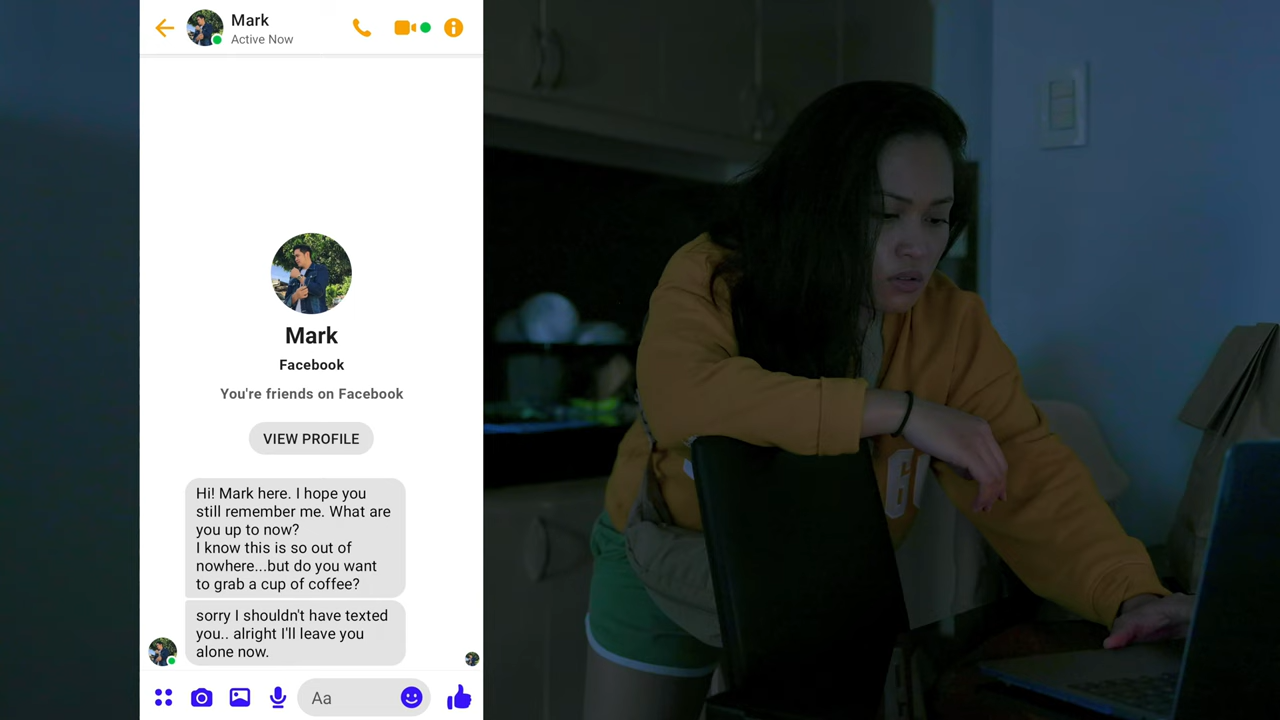 Mark
Active Now
Mark
Facebook
You're friends on Facebook
VIEW PROFILE
Hi! Mark here. I hope you
still remember me. What are
you up to now?
I know this is so out of
nowhere...but do you want
to grab a cup of coffee?
sorry I shouldn't have texted
you.. alright I'll leave you
alone now.
Aa